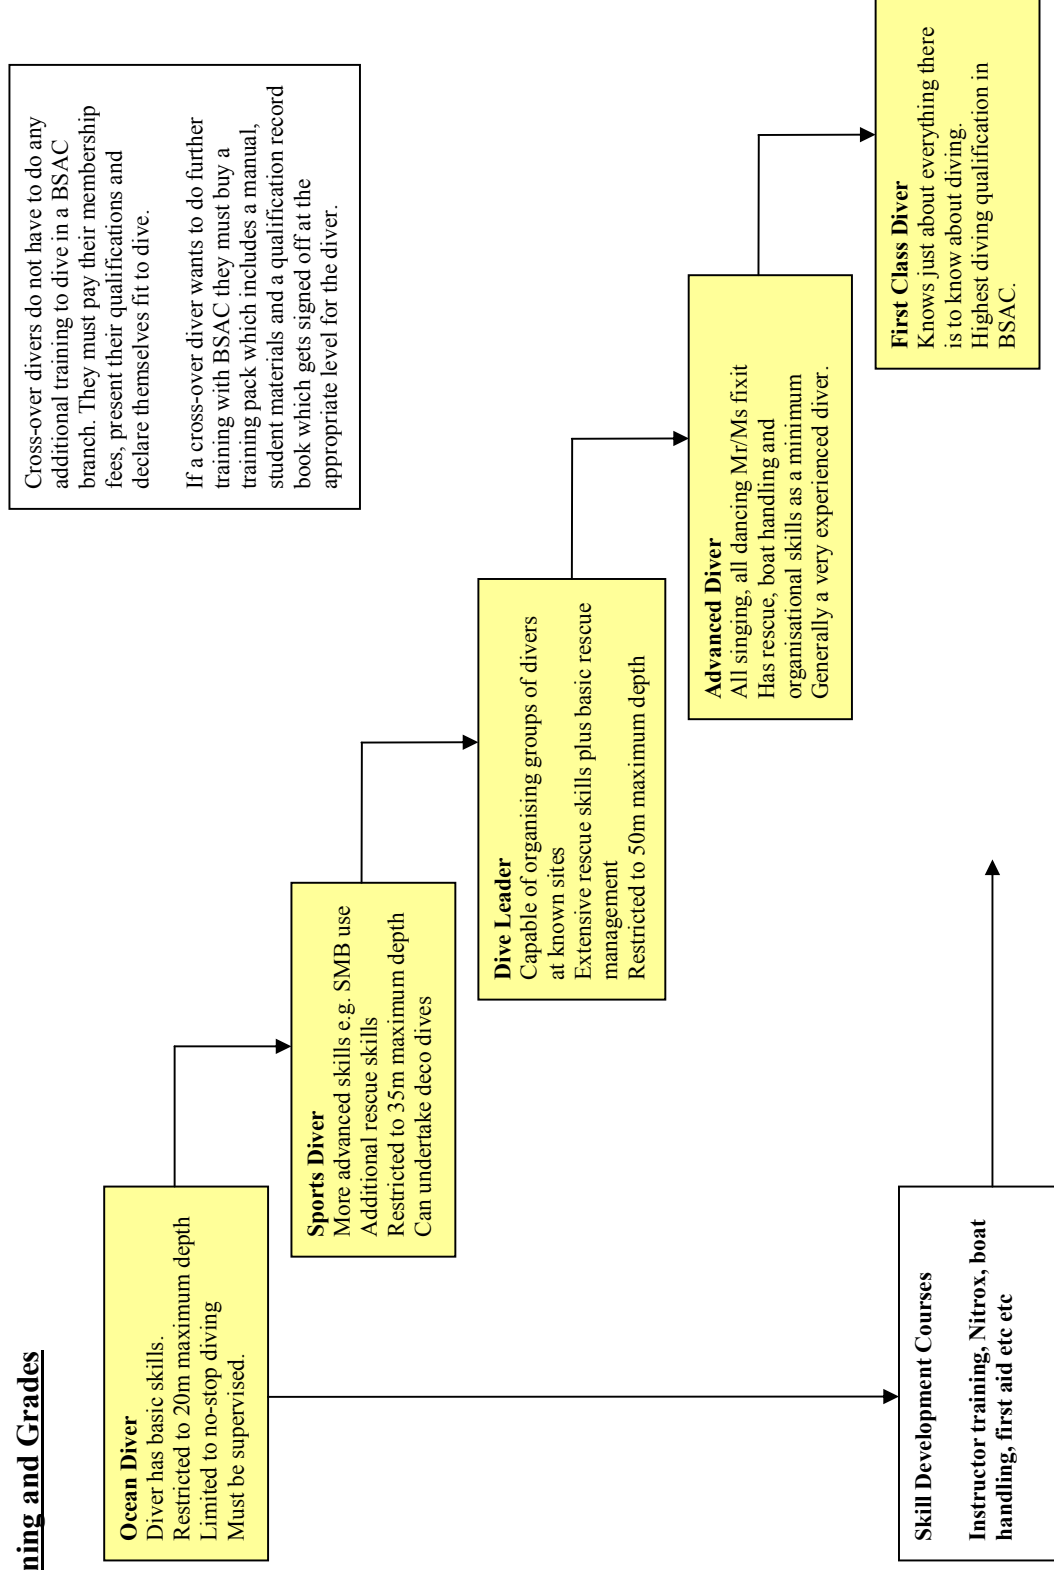 ning and Grades
Ocean Diver
Diver has basic skills.
Restricted to 20m maximum depth
Limited to no-stop diving
Must be supervised.
Sports Diver
More advanced skills e.g. SMB use
Additional rescue skills
Restricted to 35m maximum depth
Can undertake deco dives
Dive Leader
Capable of organising groups of divers
at known sites
Extensive rescue skills plus basic rescue
management
Restricted to 50m maximum depth
Advanced Diver
All singing, all dancing Mr/Ms fixit
Has rescue, boat handling and
organisational skills as a minimum
Generally a very experienced diver.
First Class Diver
Knows just about everything there
is to know about diving.
Highest diving qualification in
BSAC.
Cross-over divers do not have to do any
additional training to dive in a BSAC
branch. They must pay their membership
fees, present their qualifications and
declare themselves fit to dive.
If a cross-over diver wants to do further
training with BSAC they must buy a
training pack which includes a manual,
student materials and a qualification record
book which gets signed off at the
appropriate level for the diver.
Skill Development Courses
Instructor training, Nitrox, boat
handling, first aid etc etc